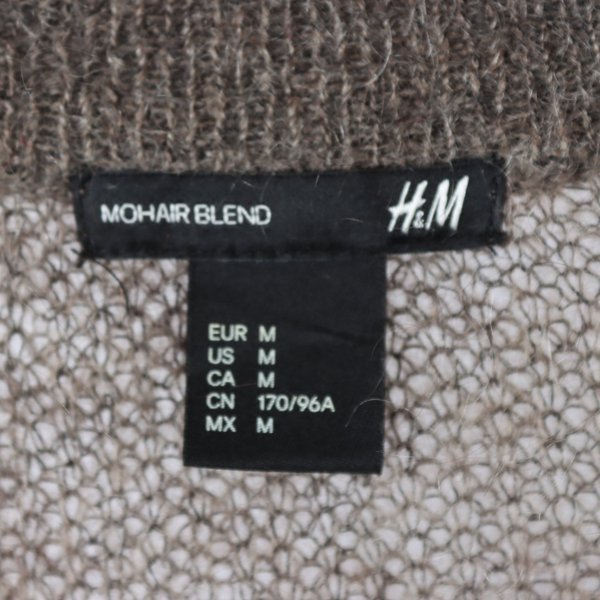 MOHAIR BLEND H&M
EUR M
US M
CA M
CN 170/96A
MX M